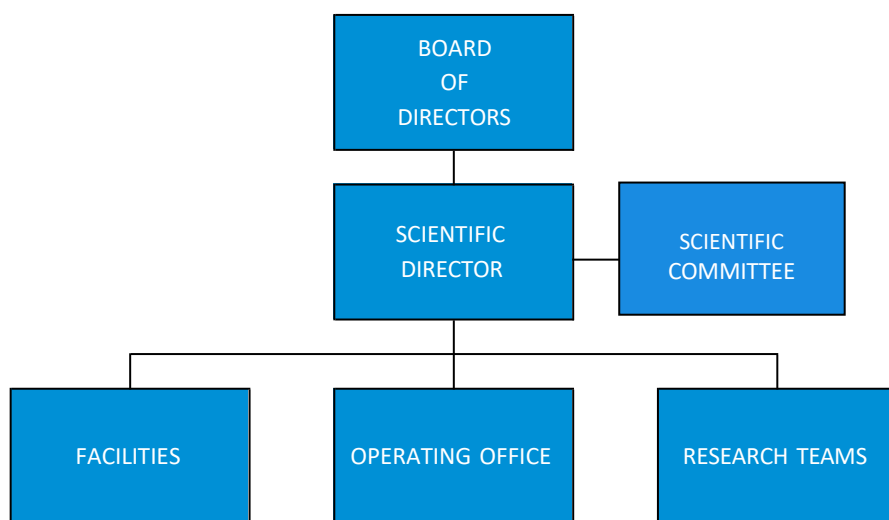 BOARD
OF
DIRECTORS
SCIENTIFIC
DIRECTOR
SCIENTIFIC
COMMITTEE
FACILITIES
OPERATING OFFICE
RESEARCH TEAMS